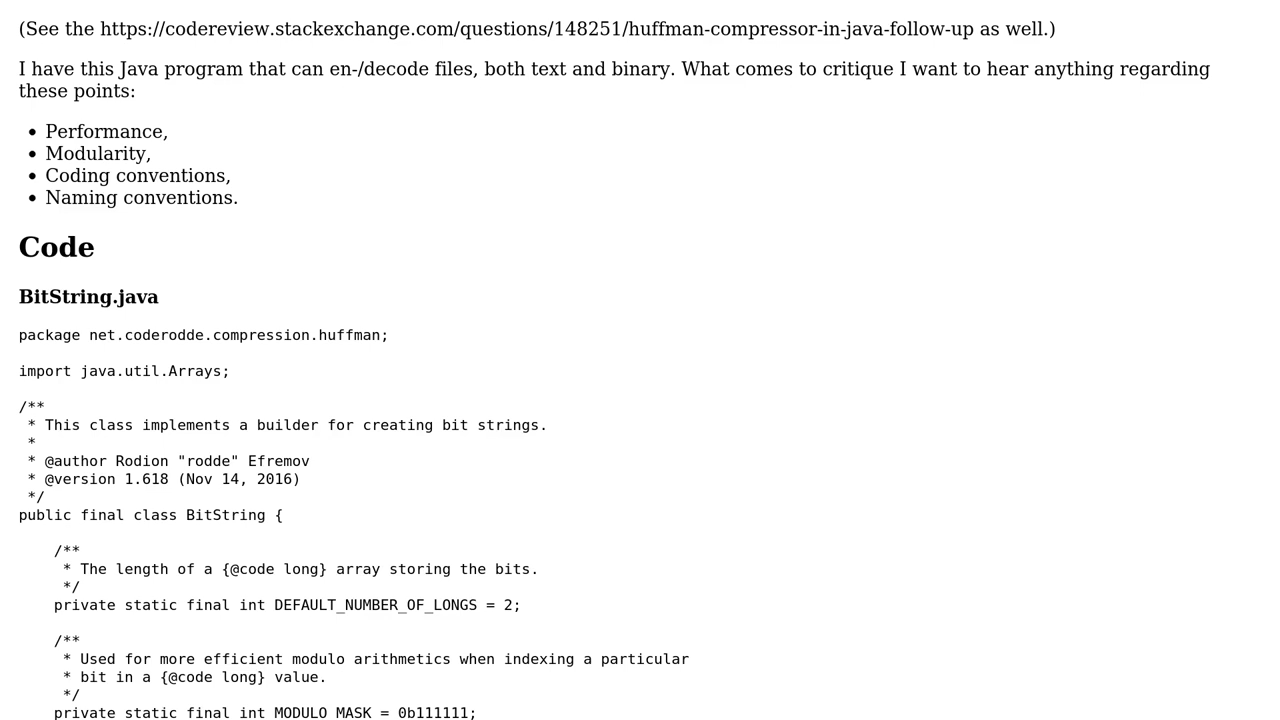 (See the https://codereview.stackexchange.com/questions/148251/huffman-compressor-in-java-follow-up as well.)
I have this Java program that can en-/decode files, both text and binary. What comes to critique I want to hear anything regarding
these points:
• Performance,
• Modularity,
• Coding conventions,
• Naming conventions.
Code
BitString.java
package net.coderodde.compression.huffman;
import java.util.Arrays;
/**
 * This class implements a builder for creating bit strings.
 *
 * @author Rodion "rodde" Efremov
 * @version 1.618 (Nov 14, 2016)
 */
public final class BitString {
    /**
     * The length of a {@code long} array storing the bits.
     */
    private static final int DEFAULT_NUMBER_OF_LONGS = 2;
    /**
     * Used for more efficient modulo arithmetics when indexing a particular
     * bit in a {@code long} value.
     */
    private static final int MODULO_MASK = 0b111111;